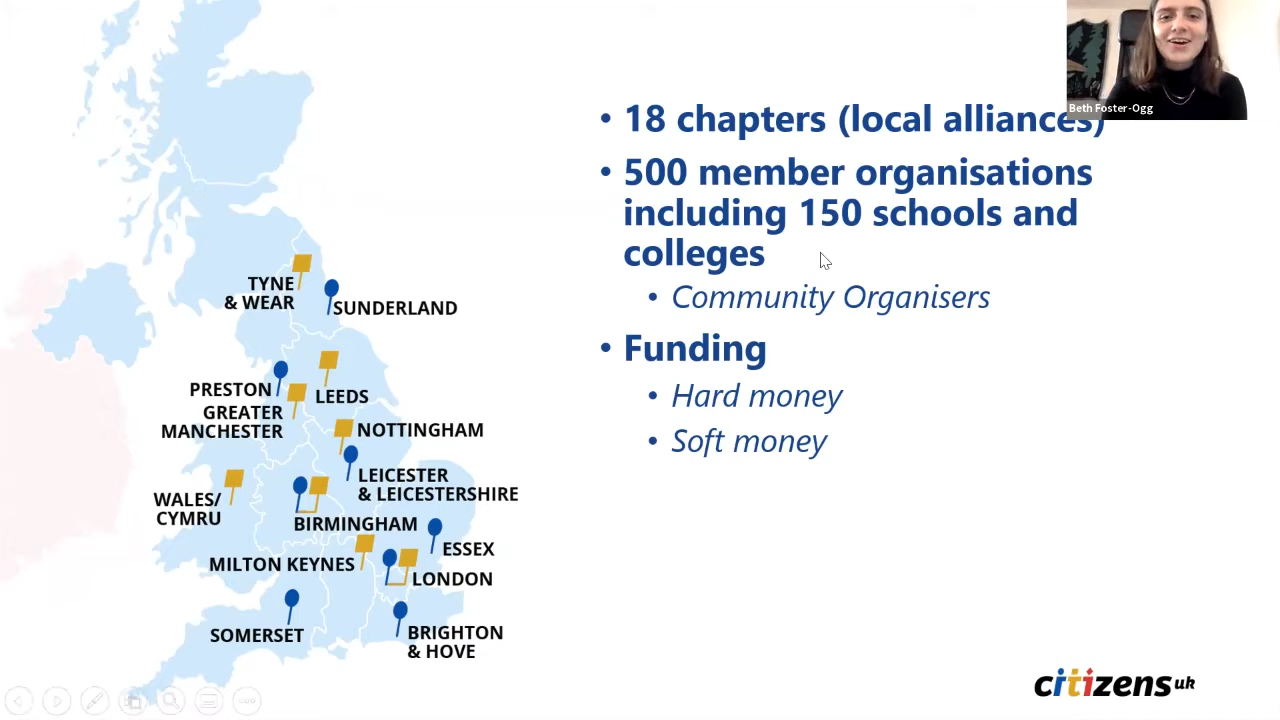 Beth Foster-Ogg
• 18 chapters (local alliances)
• 500 member organisations
including 150 schools and
colleges
• Community Organisers
• Funding
• Hard money
• Soft money
TYNE
& WEAR
SUNDERLAND
PRESTON
LEEDS
GREATER
MANCHESTER
NOTTINGHAM
LEICESTER
& LEICESTERSHIRE
WALES/
CYMRU
BIRMINGHAM
ESSEX
MILTON KEYNES
LONDON
SOMERSET
BRIGHTON
& HOVE
citizens uk